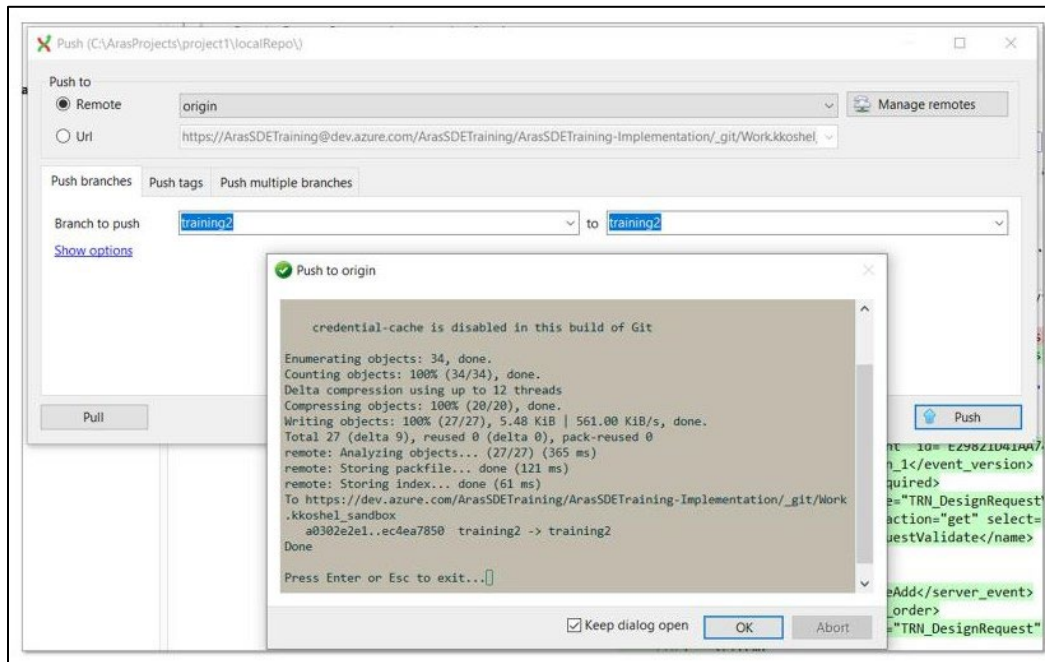 Push (C:\ArasProjects\project1\localRepo\)
Push to
Remote
origin
Manage remotes
Url
https://ArasSDETraining@dev.azure.com/ArasSDETraining/ArasSDETraining-Implementation/_git/Work.kkoshel_
Push branches Push tags Push multiple branches
Branch to push training2 to training2
Show options
Push to origin
credential-cache is disabled in this build of Git
Enumerating objects: 34, done.
Counting objects: 100% (34/34), done.
Delta compression using up to 12 threads
Compressing objects: 100% (20/20), done.
Writing objects: 100% (27/27), 5.48 KiB | 561.00 KiB/s, done.
Total 27 (delta 9), reused 0 (delta 0), pack-reused 0
remote: Analyzing objects... (27/27) (365 ms)
remote: Storing packfile... done (121 ms)
remote: Storing index... done (61 ms)
To https://dev.azure.com/ArasSDETraining/ArasSDETraining-Implementation/_git/Work
.kkoshel_sandbox
a0302e2e1..ec4ea7850 training2 -> training2
Done
Press Enter or Esc to exit...
Keep dialog open
OK
Abort
Pull
Push
n_1</event_version>
quired>
e="TRN_DesignRequest"
action="get" select=
uestValidate</name>
eAdd</server_event>
_order>
="TRN_DesignRequest"